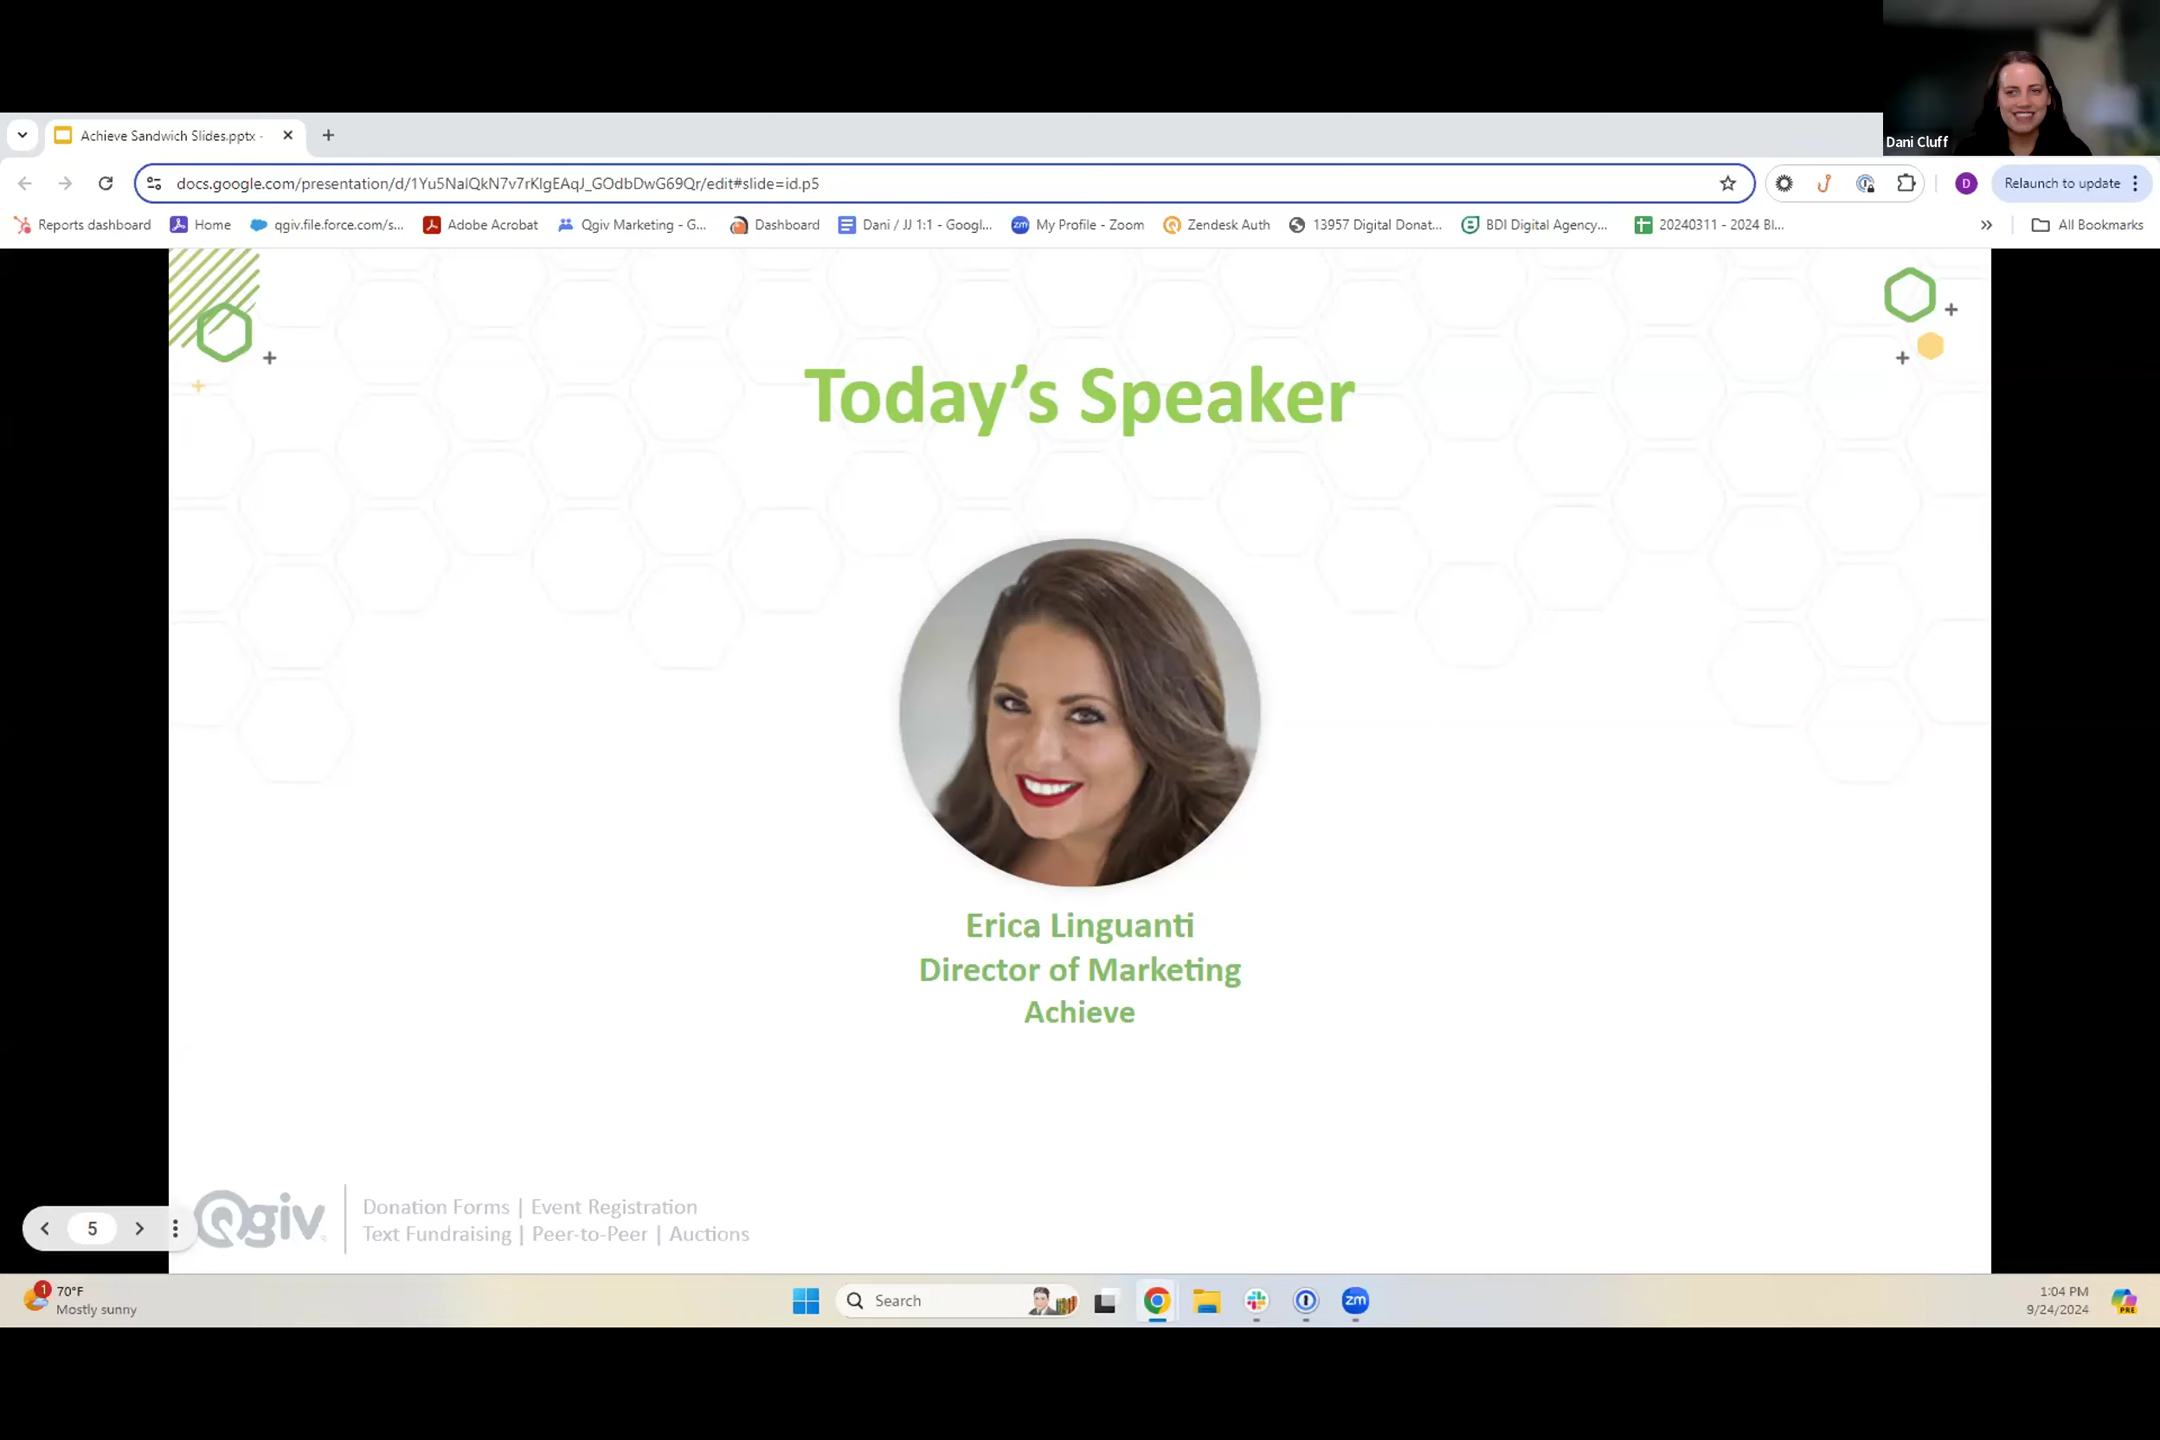 Dani Cluff
Achieve Sandwich Slides.pptx -
docs.google.com/presentation/d/1Yu5NalQkN7v7rKlgEAqJ_GOdbDwG69Qr/edit#slide=id.p5
D
Relaunch to update
Reports dashboard
Home
qgiv.file.force.com/s...
Adobe Acrobat
Qgiv Marketing - G...
Dashboard
Dani / JJ 1:1 - Googl...
My Profile - Zoom
Zendesk Auth
13957 Digital Donat...
BDI Digital Agency...
20240311 - 2024 Bl...
All Bookmarks
Today's Speaker
Erica Linguanti
Director of Marketing
Achieve
Qgiv
Donation Forms | Event Registration
Text Fundraising | Peer-to-Peer | Auctions
5
1
70°F
Mostly sunny
Search
zm
1:04 PM
9/24/2024
PRE